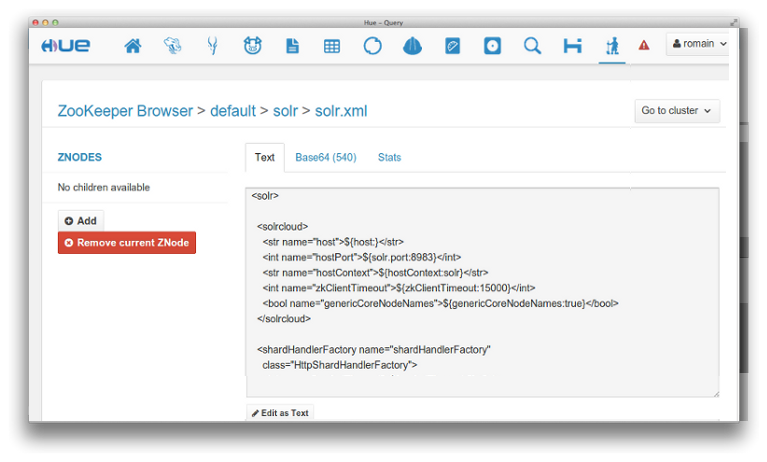 Hue - Query
HUE
romain
ZooKeeper Browser > default > solr > solr.xml
Go to cluster
ZNODES
No children available
Add
Remove current ZNode
Text
Base64 (540)
Stats
<solr>
<solrcloud>
<str name="host">${host:}</str>
<int name="hostPort">${solr.port:8983}</int>
<str name="hostContext">${hostContext:solr}</str>
<int name="zkClientTimeout">${zkClientTimeout:15000}</int>
<bool name="genericCoreNodeNames">${genericCoreNodeNames:true}</bool>
</solrcloud>
<shardHandlerFactory name="shardHandlerFactory"
class="HttpShardHandlerFactory">
Edit as Text